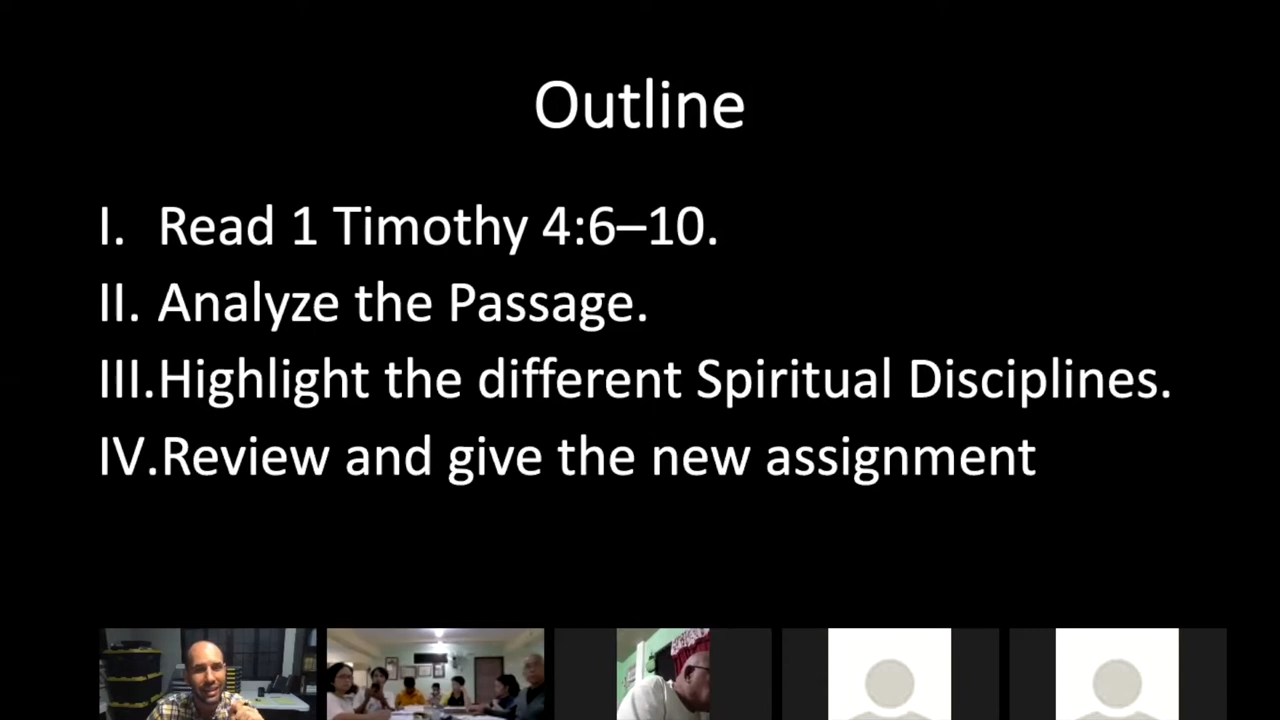 Outline
I. Read 1 Timothy 4:6–10.
II. Analyze the Passage.
III.Highlight the different Spiritual Disciplines.
IV.Review and give the new assignment